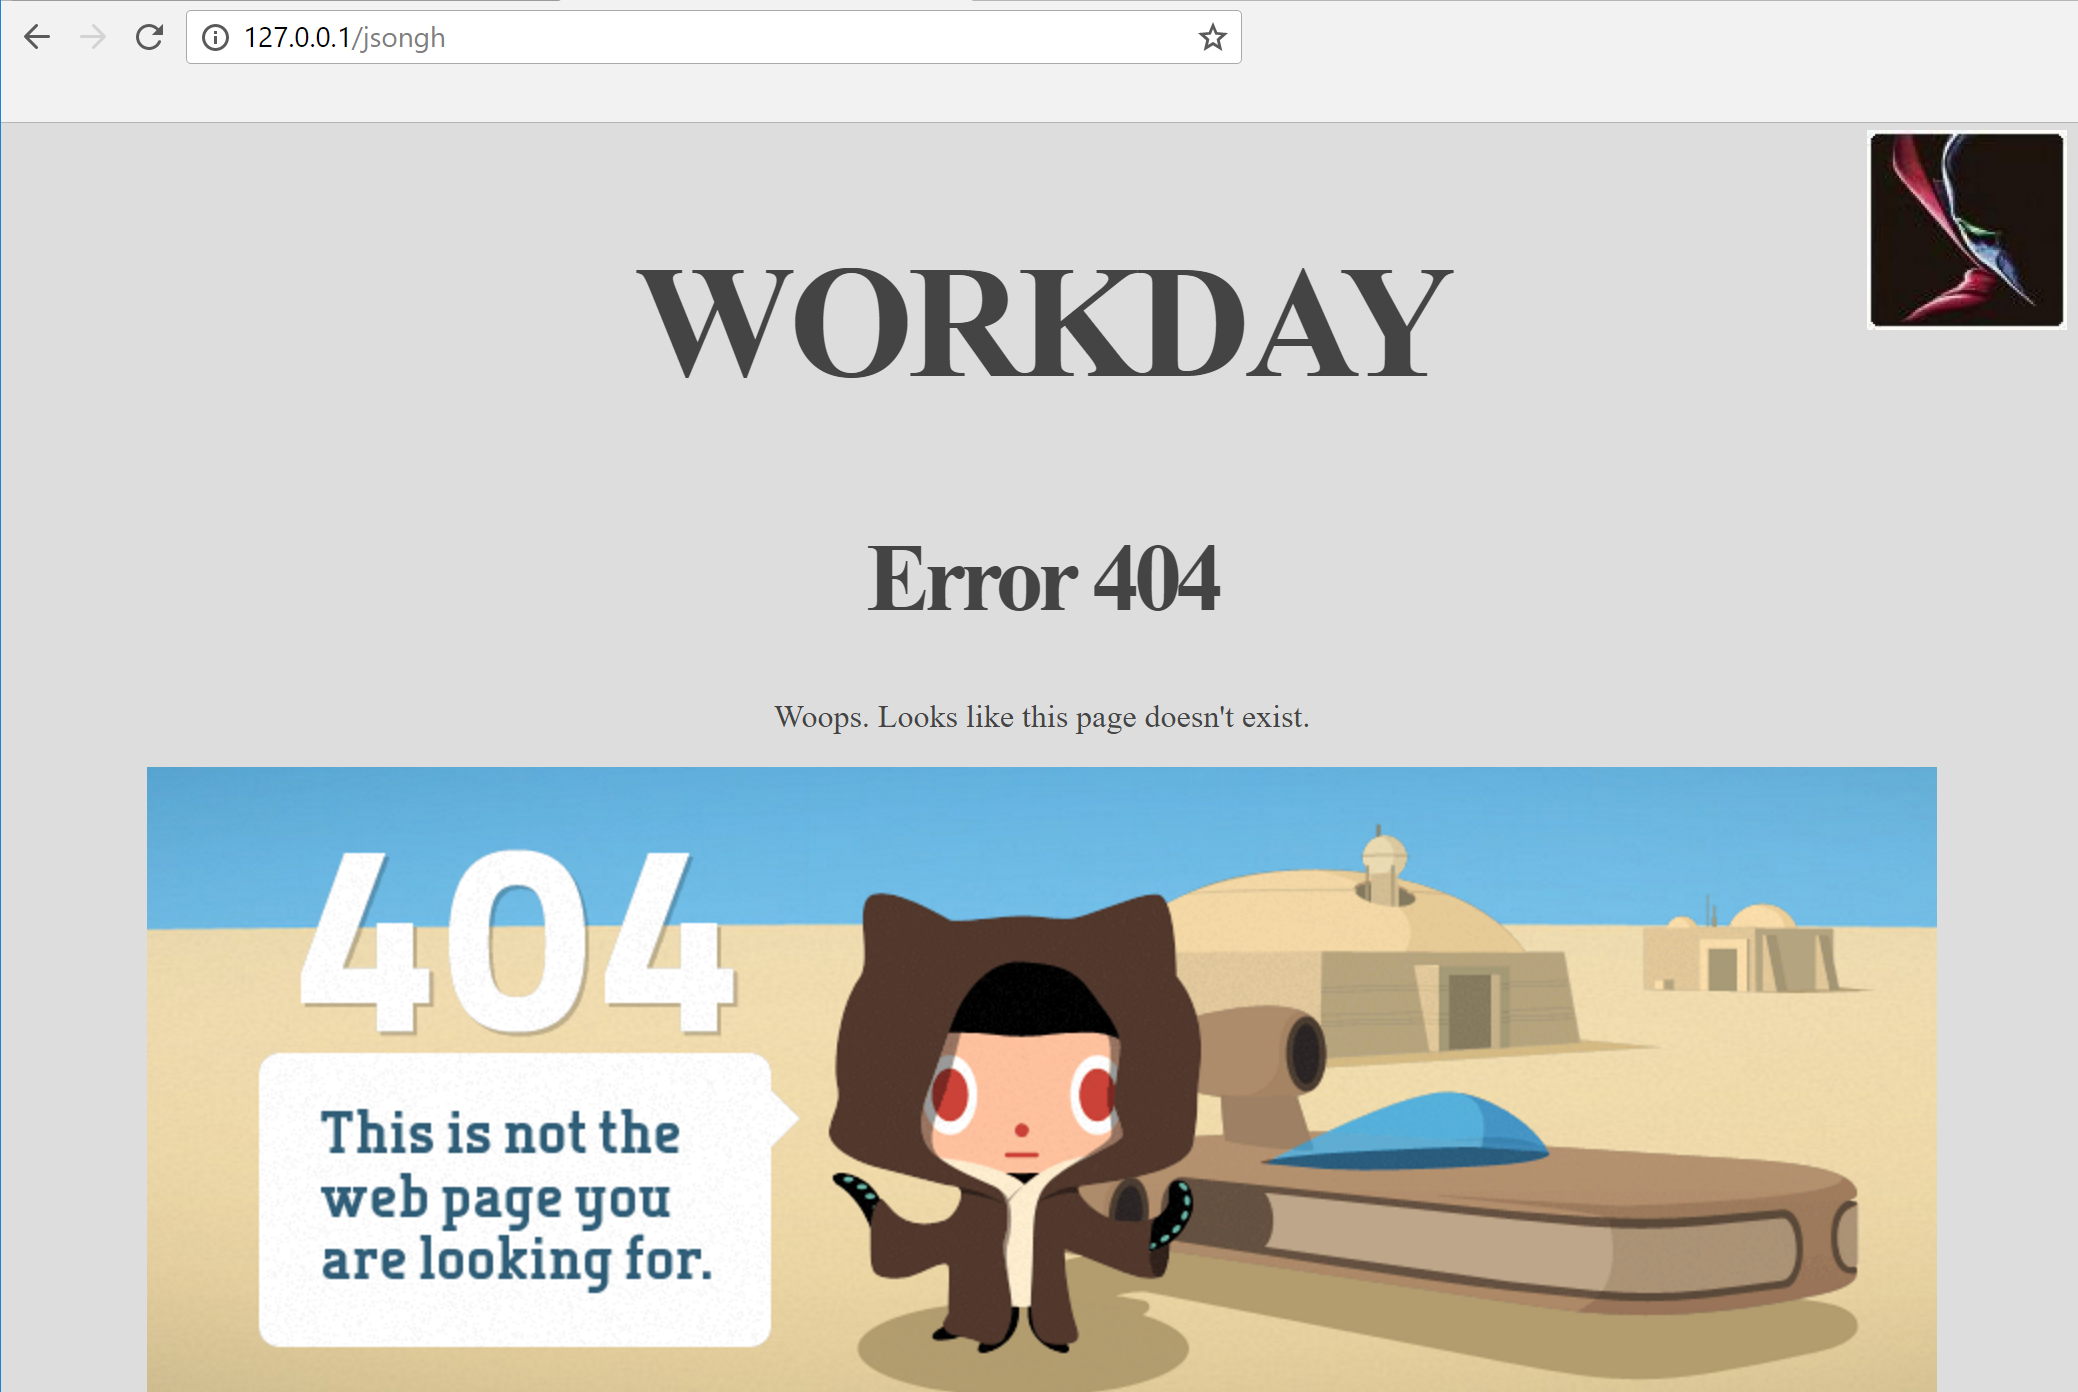 127.0.0.1/jsongh
WORKDAY
Error 404
Woops. Looks like this page doesn't exist.
404
This is not the
web page you
are looking for.